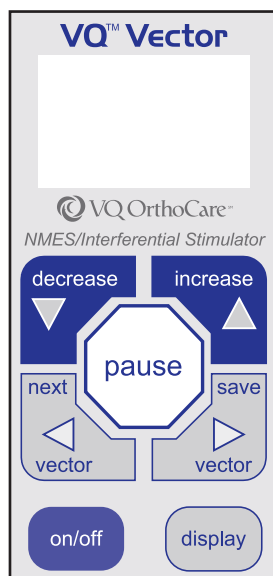 VQ™ Vector
VQ OrthoCare℠
NMES/Interferential Stimulator
decrease
increase
pause
next
save
vector
vector
on/off
display